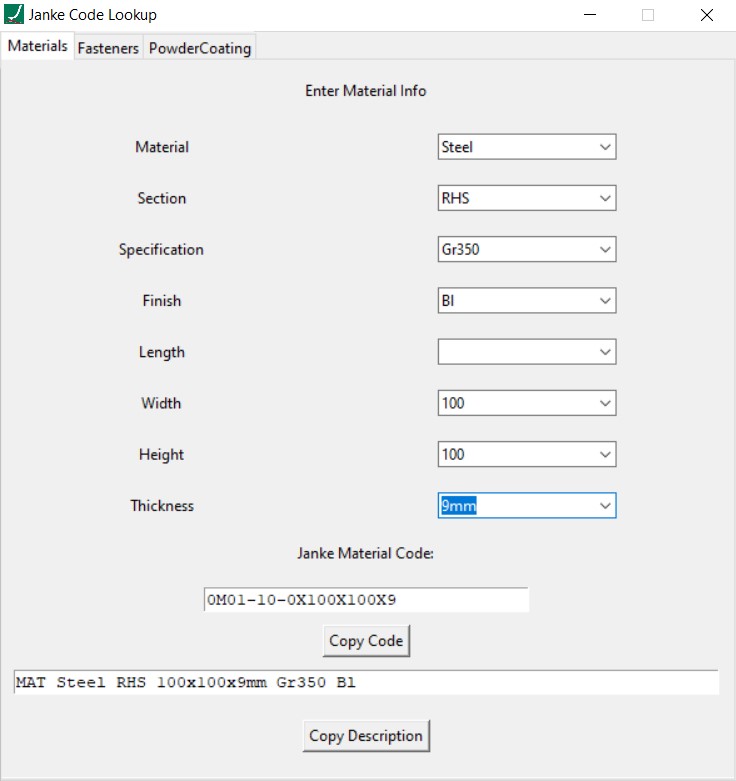 Janke Code Lookup
Materials Fasteners PowderCoating
Enter Material Info
Material Steel
Section RHS
Specification Gr350
Finish Bl
Length
Width 100
Height 100
Thickness 9mm
Janke Material Code:
0M01-10-0X100X100X9
Copy Code
MAT Steel RHS 100x100x9mm Gr350 Bl
Copy Description